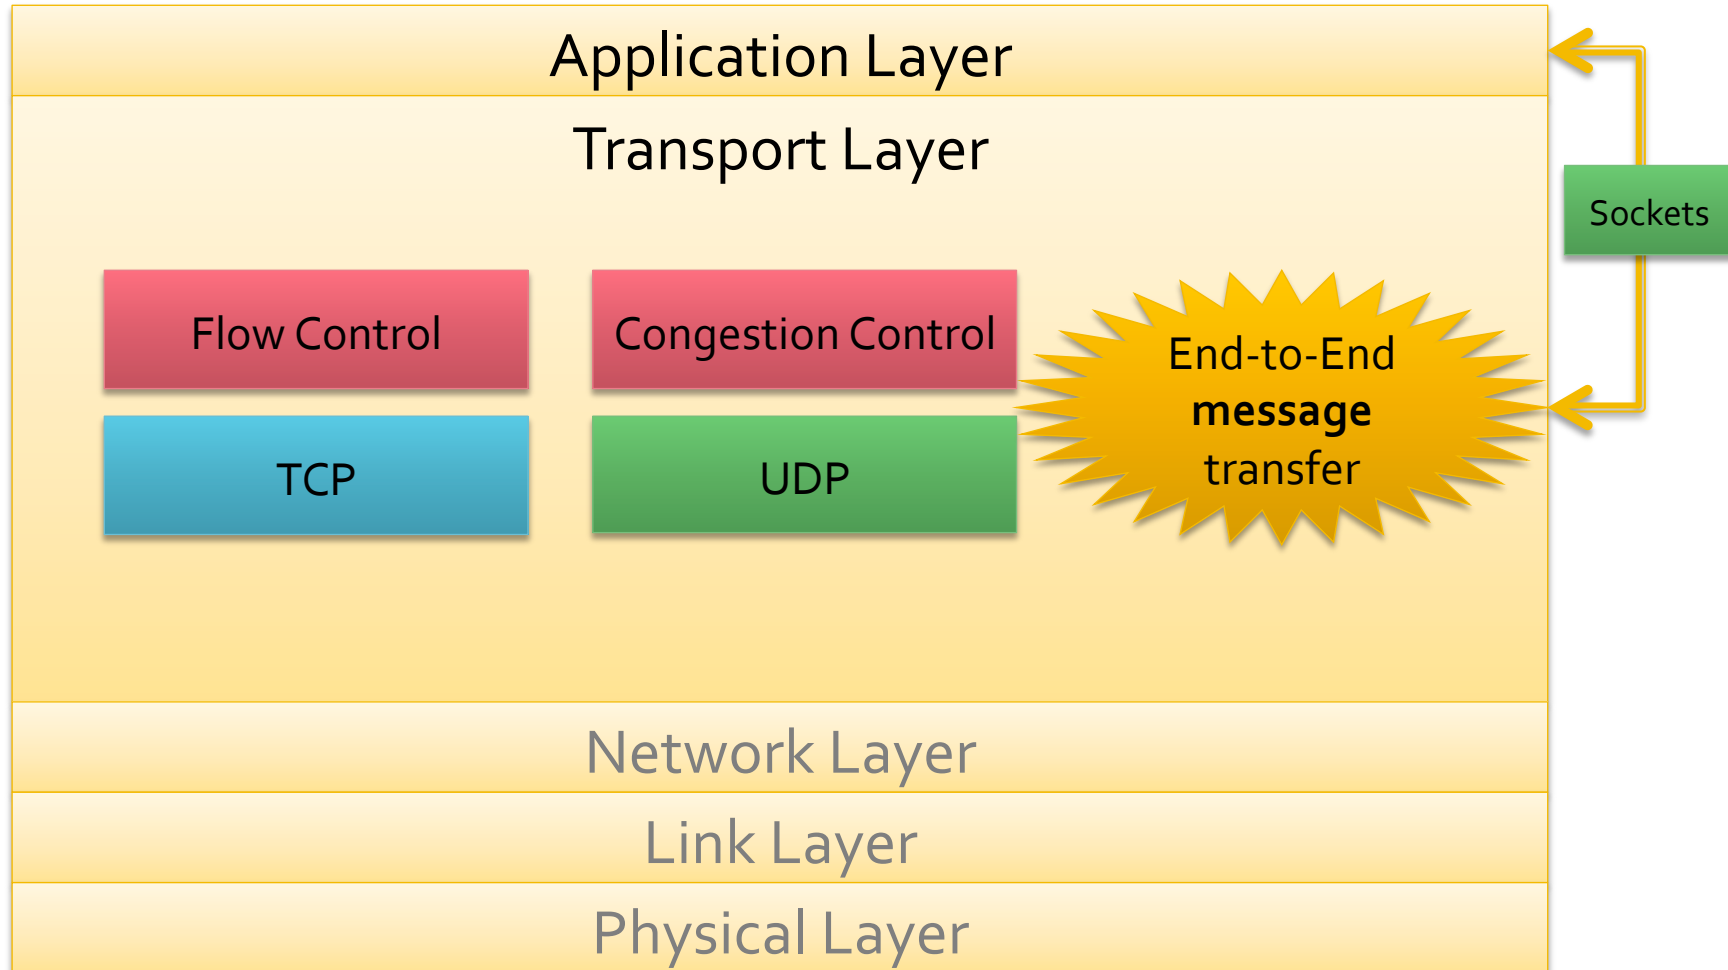 Application Layer
Transport Layer
Sockets
Flow Control
Congestion Control
End-to-End
message
transfer
TCP
UDP
Network Layer
Link Layer
Physical Layer